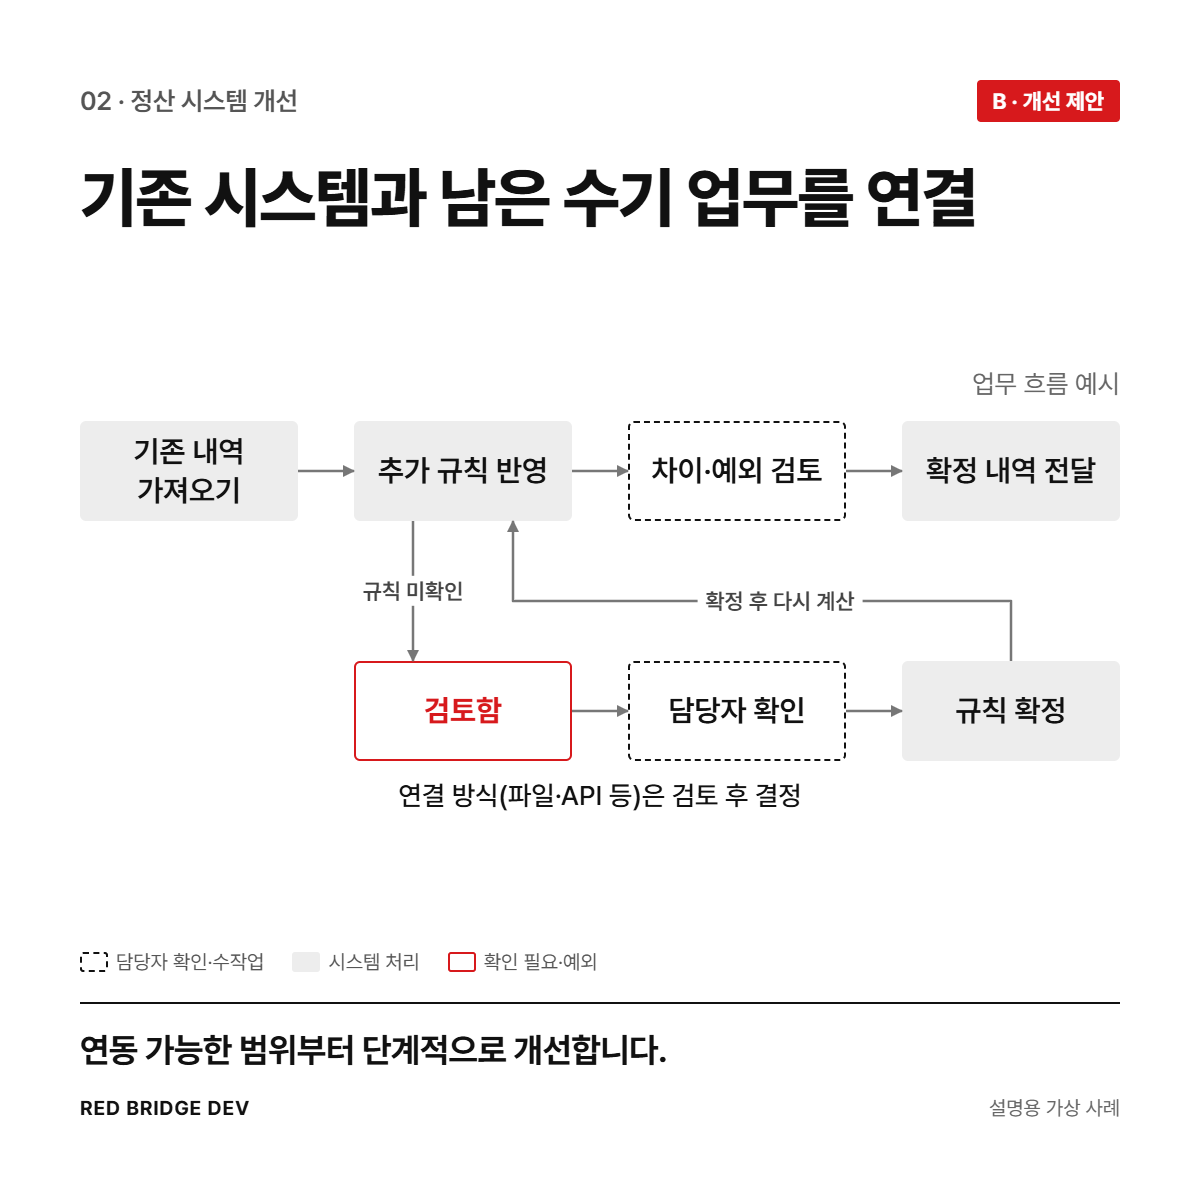 02 · 정산 시스템 개선
B · 개선 제안
기존 시스템과 남은 수기 업무를 연결
업무 흐름 예시
기존 내역
가져오기
추가 규칙 반영
차이·예외 검토
확정 내역 전달
규칙 미확인
확정 후 다시 계산
검토함
담당자 확인
규칙 확정
연결 방식(파일·API 등)은 검토 후 결정
담당자 확인·수작업
시스템 처리
확인 필요·예외
연동 가능한 범위부터 단계적으로 개선합니다.
RED BRIDGE DEV
설명용 가상 사례